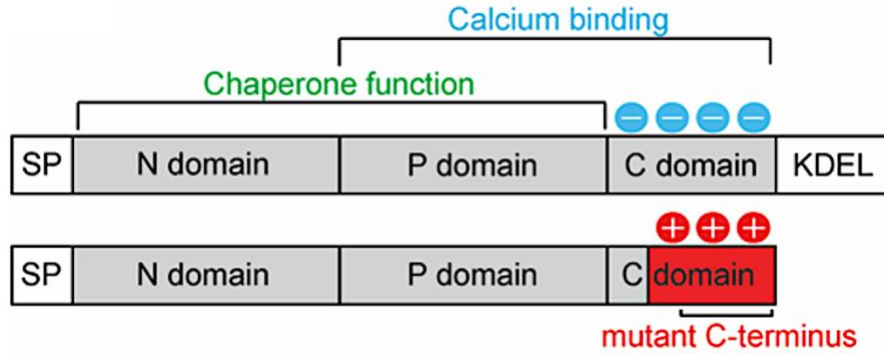 Calcium binding
Chaperone function
− − − −
SP N domain P domain C domain KDEL
+ + +
SP N domain P domain C domain
mutant C-terminus